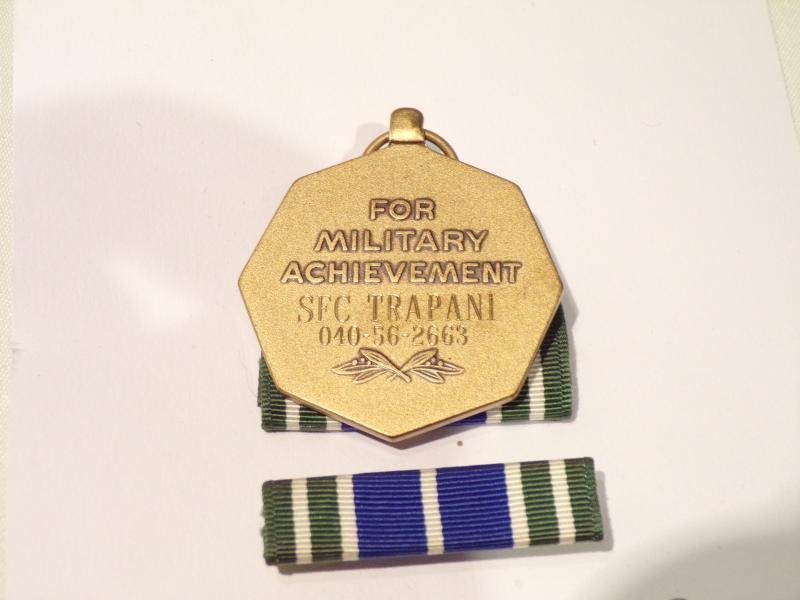 FOR
MILITARY
ACHIEVEMENT
SFC TRAPANI
040-56-2663